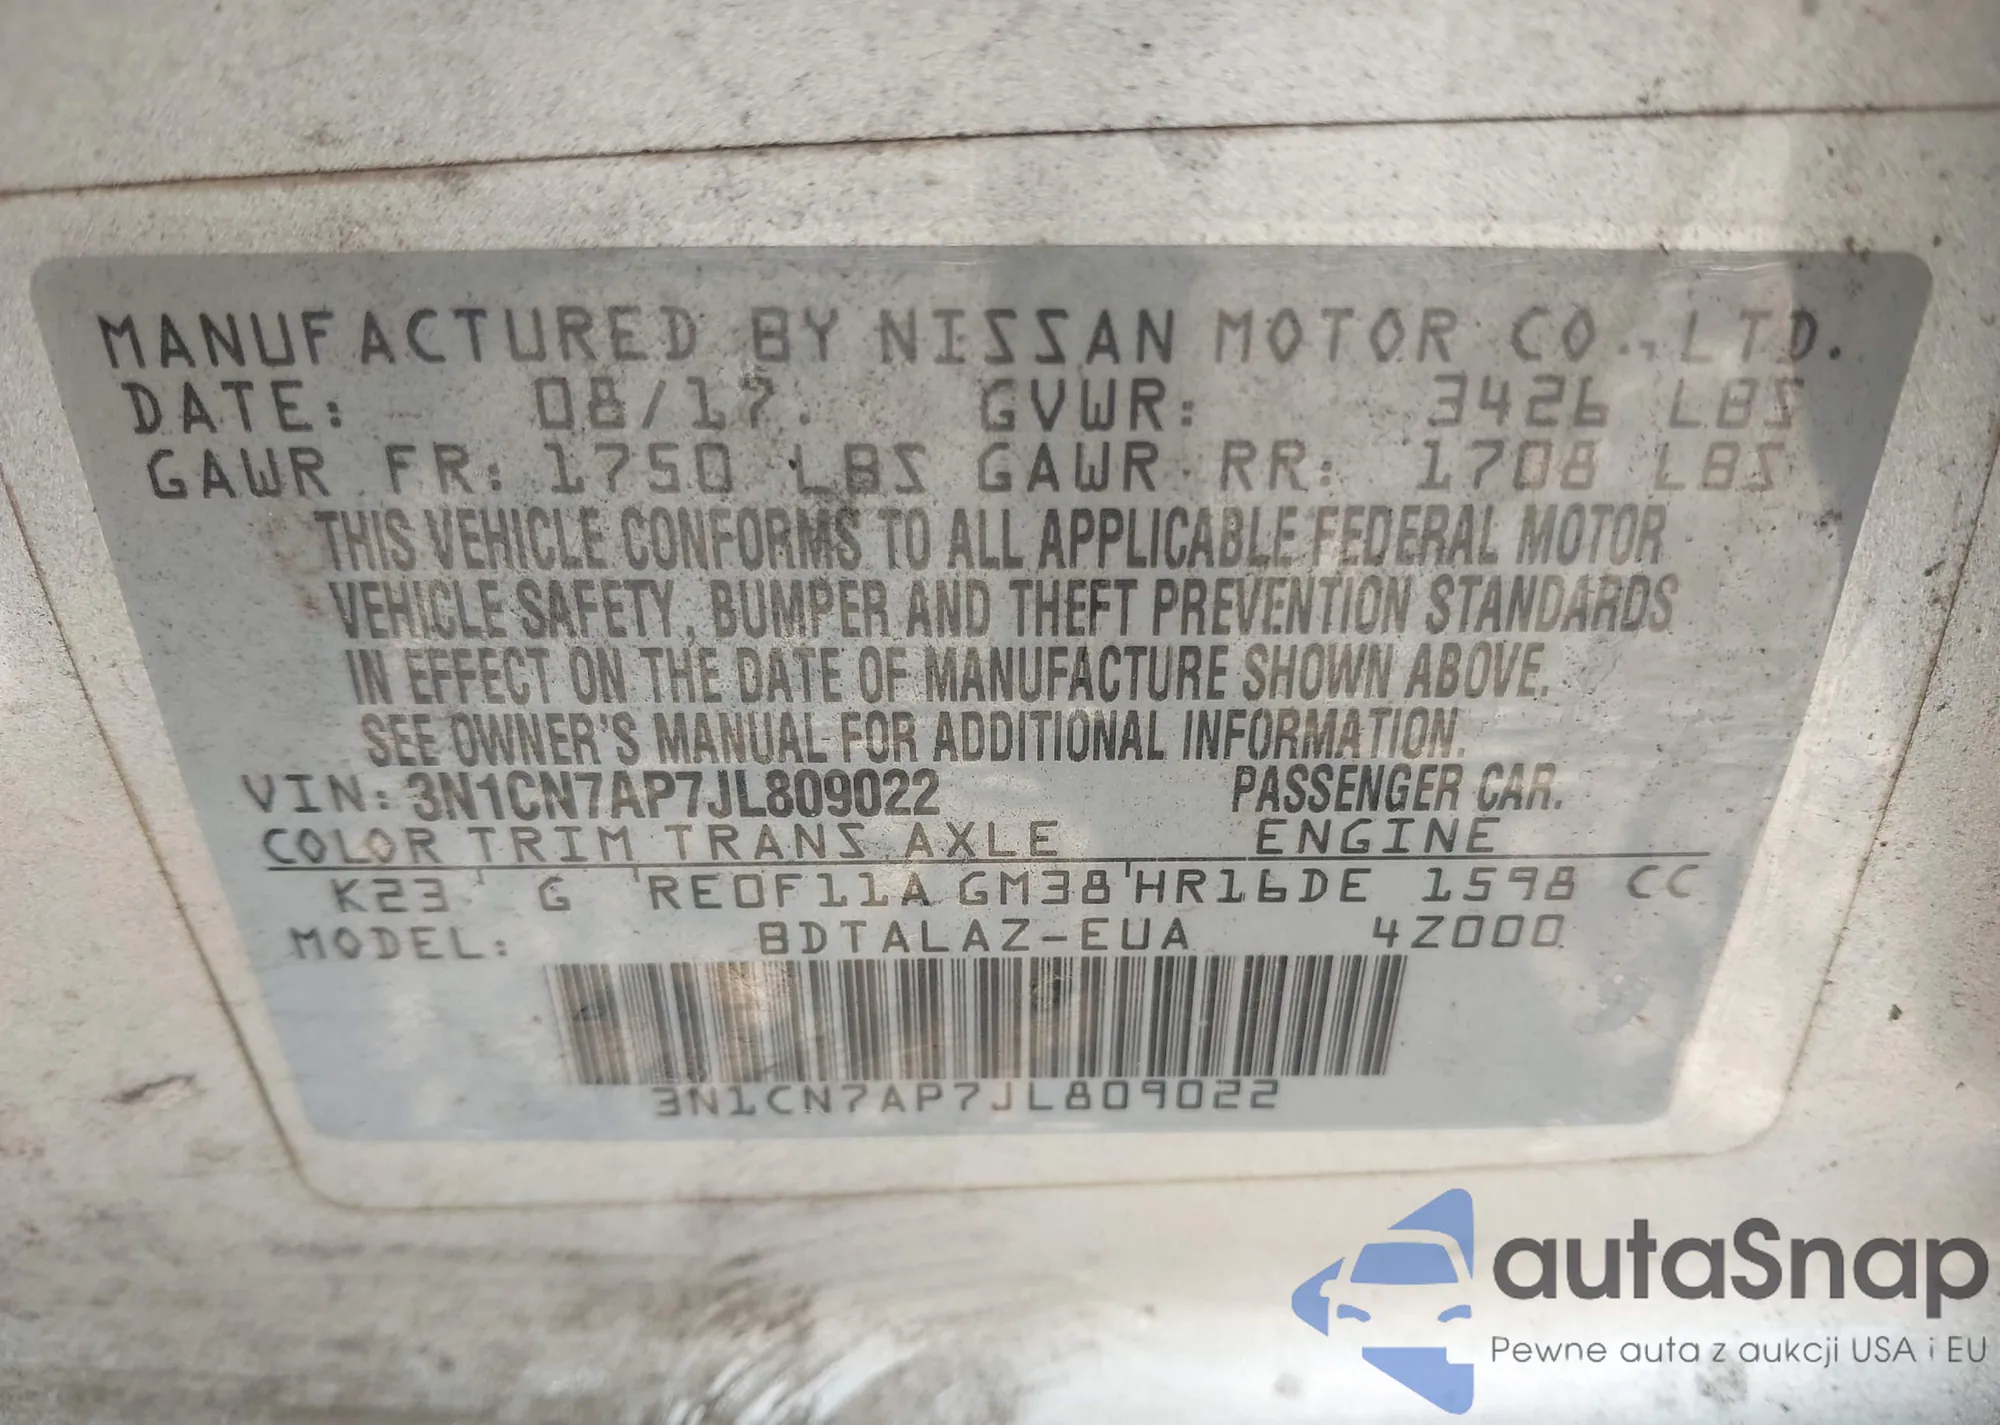 MANUFACTURED BY NISSAN MOTOR CO., LTD.
DATE: 08/17 GVWR: 3426 LBS
GAWR FR: 1750 LBS GAWR RR: 1708 LBS
THIS VEHICLE CONFORMS TO ALL APPLICABLE FEDERAL MOTOR
VEHICLE SAFETY, BUMPER AND THEFT PREVENTION STANDARDS
IN EFFECT ON THE DATE OF MANUFACTURE SHOWN ABOVE.
SEE OWNER'S MANUAL FOR ADDITIONAL INFORMATION.
VIN: 3N1CN7AP7JL809022 PASSENGER CAR.
COLOR TRIM TRANS AXLE ENGINE
K23 G RE0F11A GM38 HR16DE 1598 CC
MODEL: BDTALAZ-EUA 4Z000
3N1CN7AP7JL809022
autaSnap
Pewne auta z aukcji USA i EU